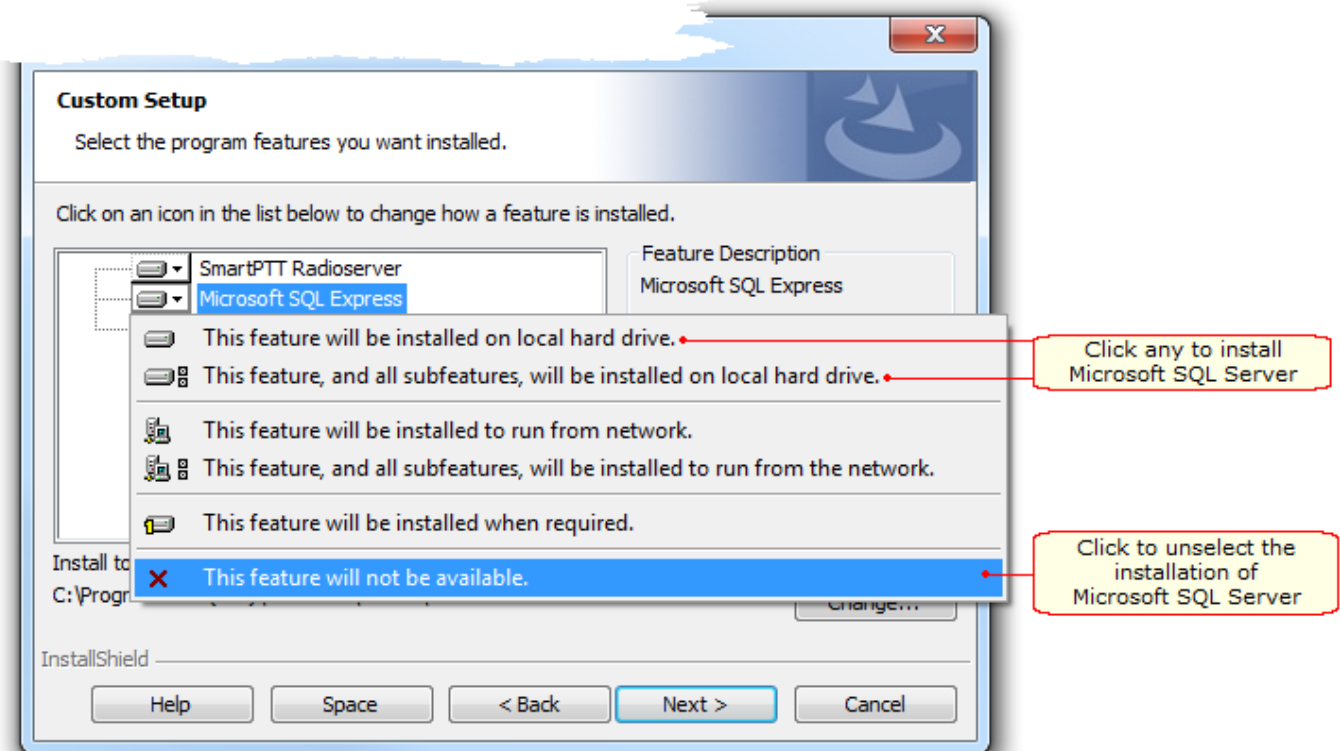 Custom Setup
Select the program features you want installed.
Click on an icon in the list below to change how a feature is installed.
SmartPTT Radioserver
Microsoft SQL Express
Feature Description
Microsoft SQL Express
This feature will be installed on local hard drive.
This feature, and all subfeatures, will be installed on local hard drive.
This feature will be installed to run from network.
This feature, and all subfeatures, will be installed to run from the network.
This feature will be installed when required.
This feature will not be available.
Click any to install
Microsoft SQL Server
Click to unselect the
installation of
Microsoft SQL Server
Install to
C:\Progr
Change...
InstallShield
Help
Space
< Back
Next >
Cancel